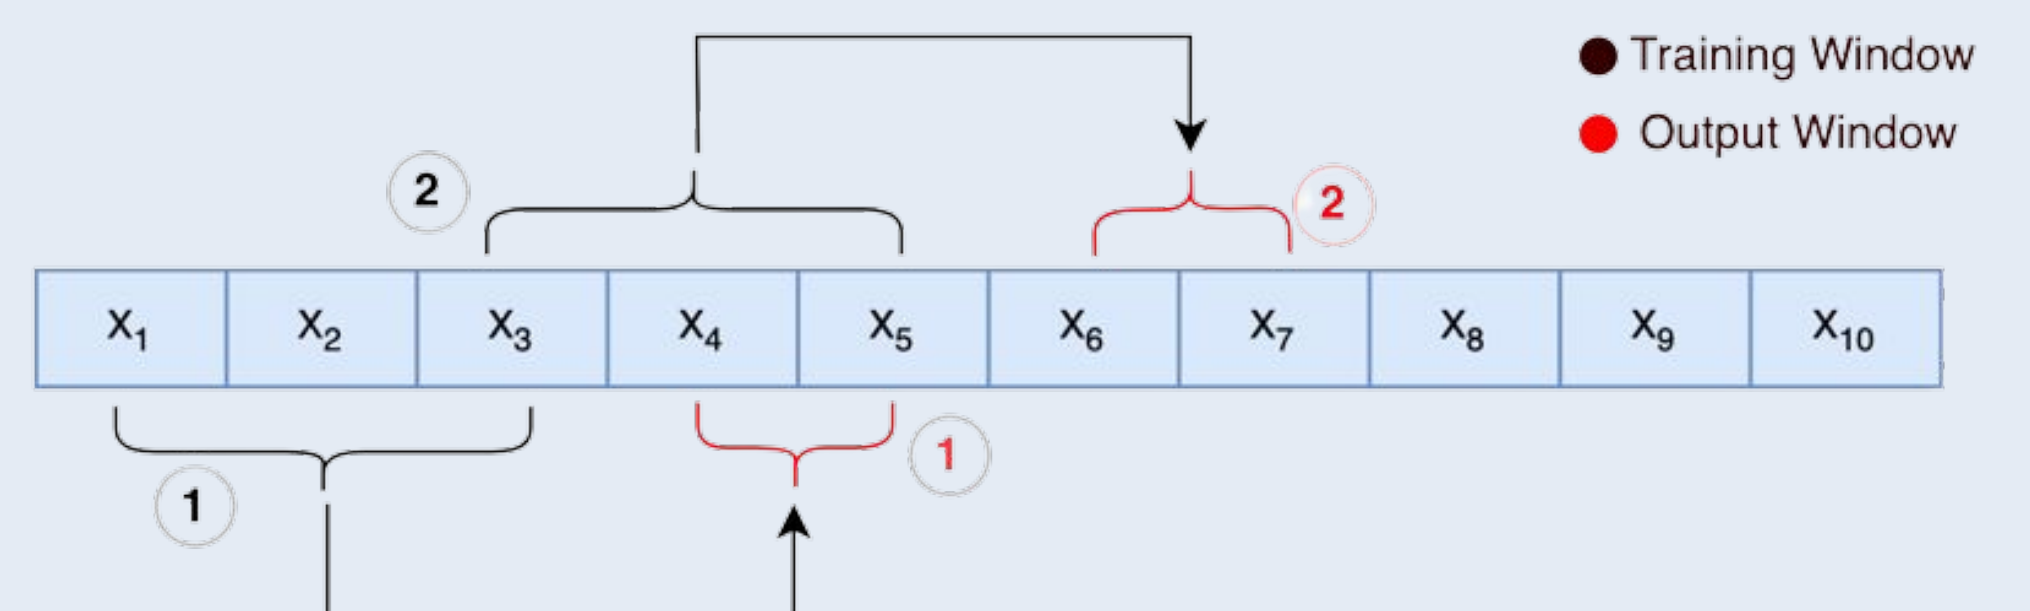 Training Window
Output Window
2
2
X₁ X₂ X₃ X₄ X₅ X₆ X₇ X₈ X₉ X₁₀
1
1